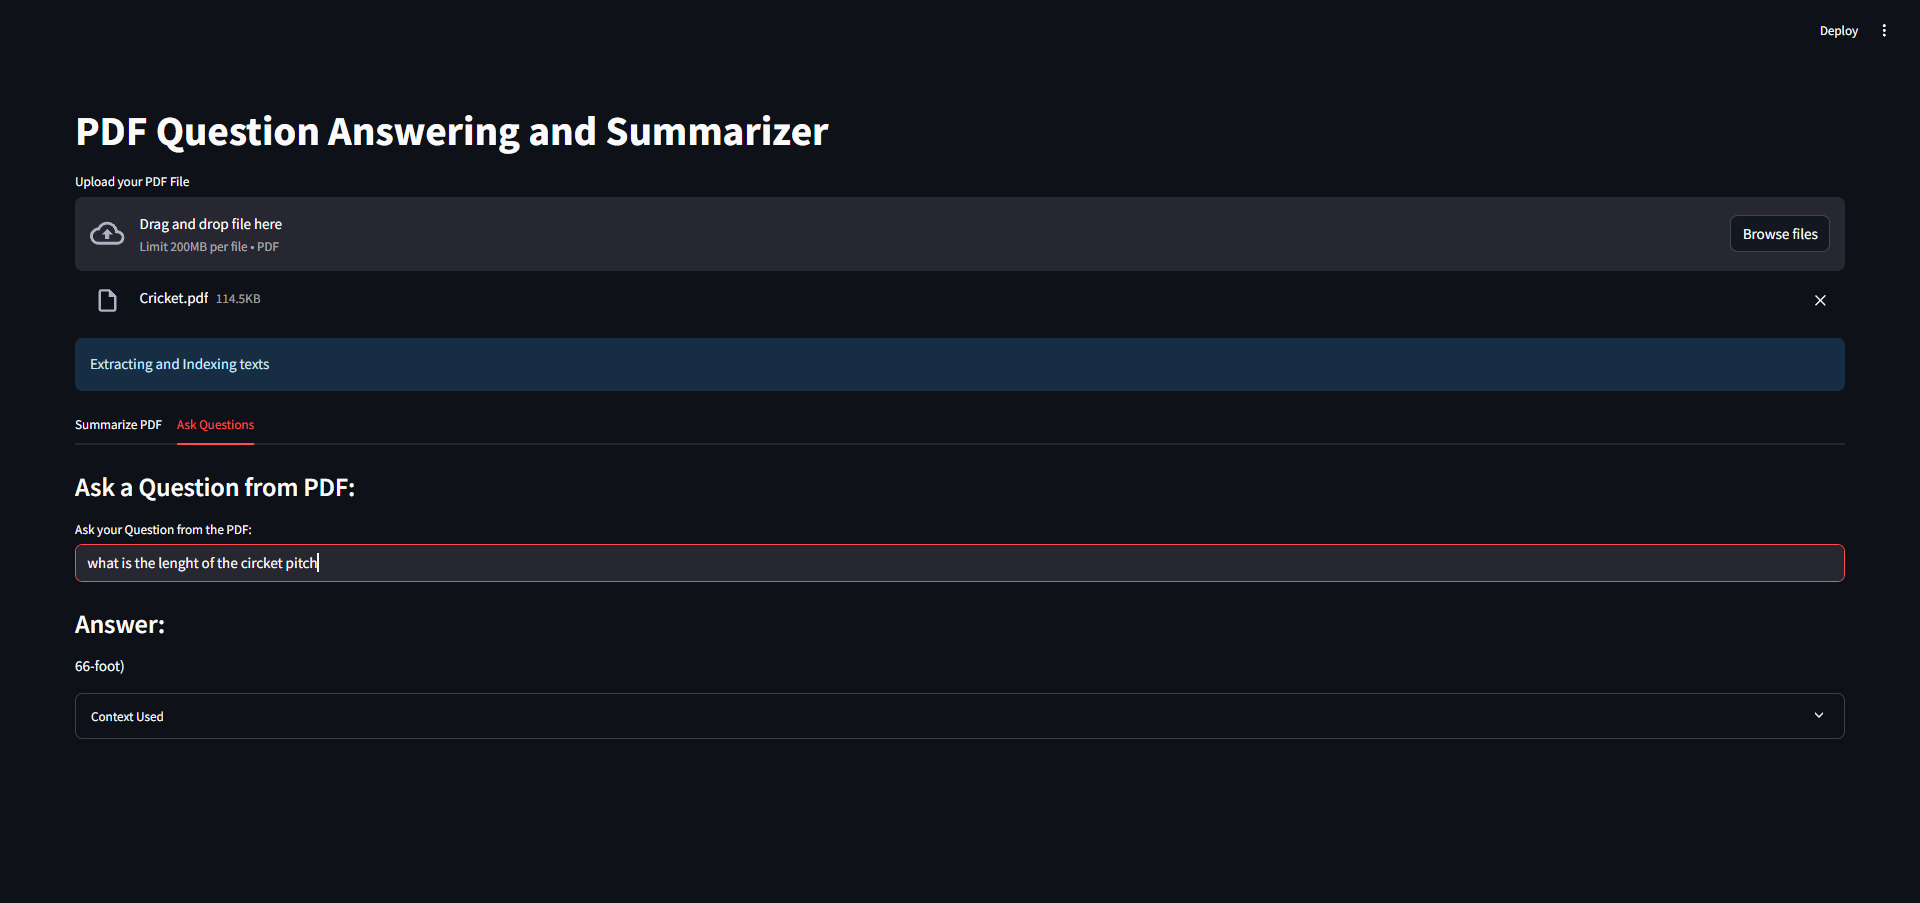 Deploy
PDF Question Answering and Summarizer
Upload your PDF File
Drag and drop file here
Limit 200MB per file • PDF
Browse files
Cricket.pdf 114.5KB
Extracting and Indexing texts
Summarize PDF Ask Questions
Ask a Question from PDF:
Ask your Question from the PDF:
what is the lenght of the circket pitch
Answer:
66-foot)
Context Used